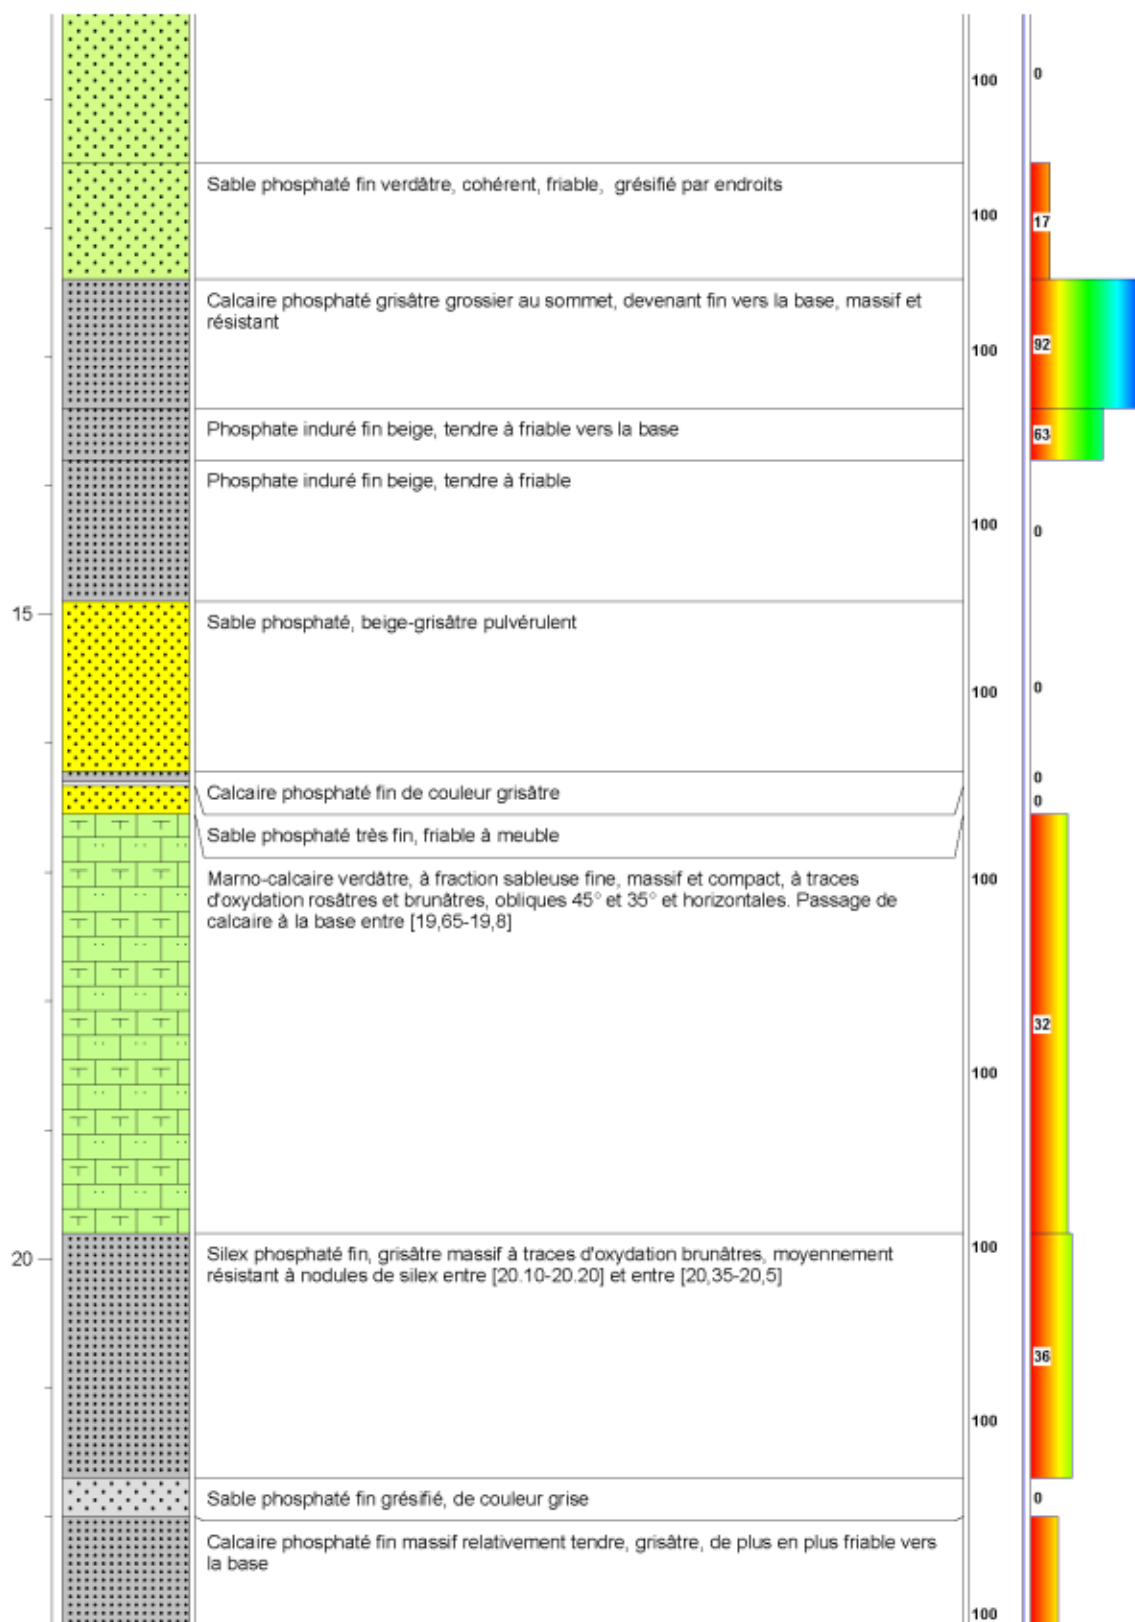 100
0
Sable phosphaté fin verdâtre, cohérent, friable, grésifié par endroits
100
17
Calcaire phosphaté grisâtre grossier au sommet, devenant fin vers la base, massif et
résistant
100
92
Phosphate induré fin beige, tendre à friable vers la base
63
Phosphate induré fin beige, tendre à friable
100
0
15
Sable phosphaté, beige-grisâtre pulvérulent
100
0
0
Calcaire phosphaté fin de couleur grisâtre
0
Sable phosphaté très fin, friable à meuble
Marno-calcaire verdâtre, à fraction sableuse fine, massif et compact, à traces
d'oxydation rosâtres et brunâtres, obliques 45° et 35° et horizontales. Passage de
calcaire à la base entre [19,65-19,8]
100
32
100
20
Silex phosphaté fin, grisâtre massif à traces d'oxydation brunâtres, moyennement
résistant à nodules de silex entre [20.10-20.20] et entre [20,35-20,5]
100
36
100
Sable phosphaté fin grésifié, de couleur grise
0
Calcaire phosphaté fin massif relativement tendre, grisâtre, de plus en plus friable vers
la base
100